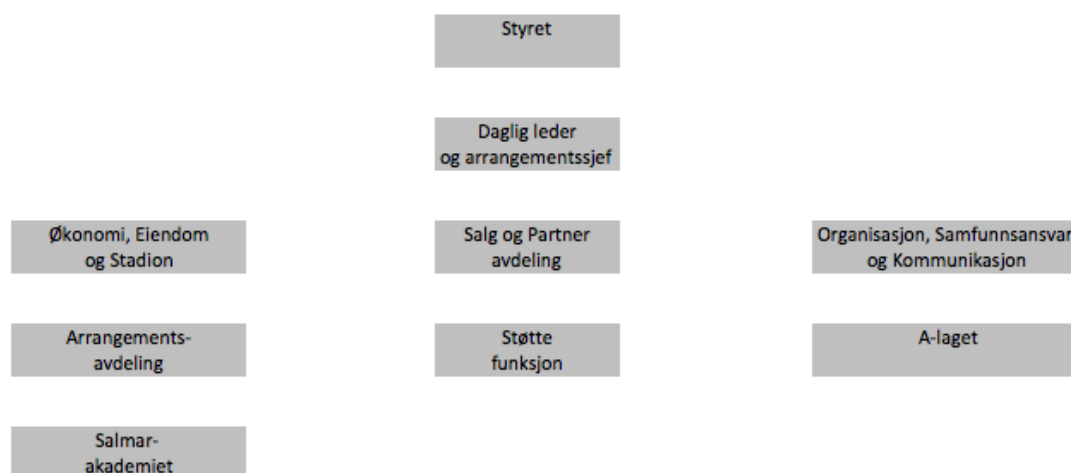 Styret
Daglig leder
og arrangementssjef
Økonomi, Eiendom
og Stadion
Salg og Partner
avdeling
Organisasjon, Samfunnsansvar
og Kommunikasjon
Arrangements-
avdeling
Støtte
funksjon
A-laget
Salmar-
akademiet